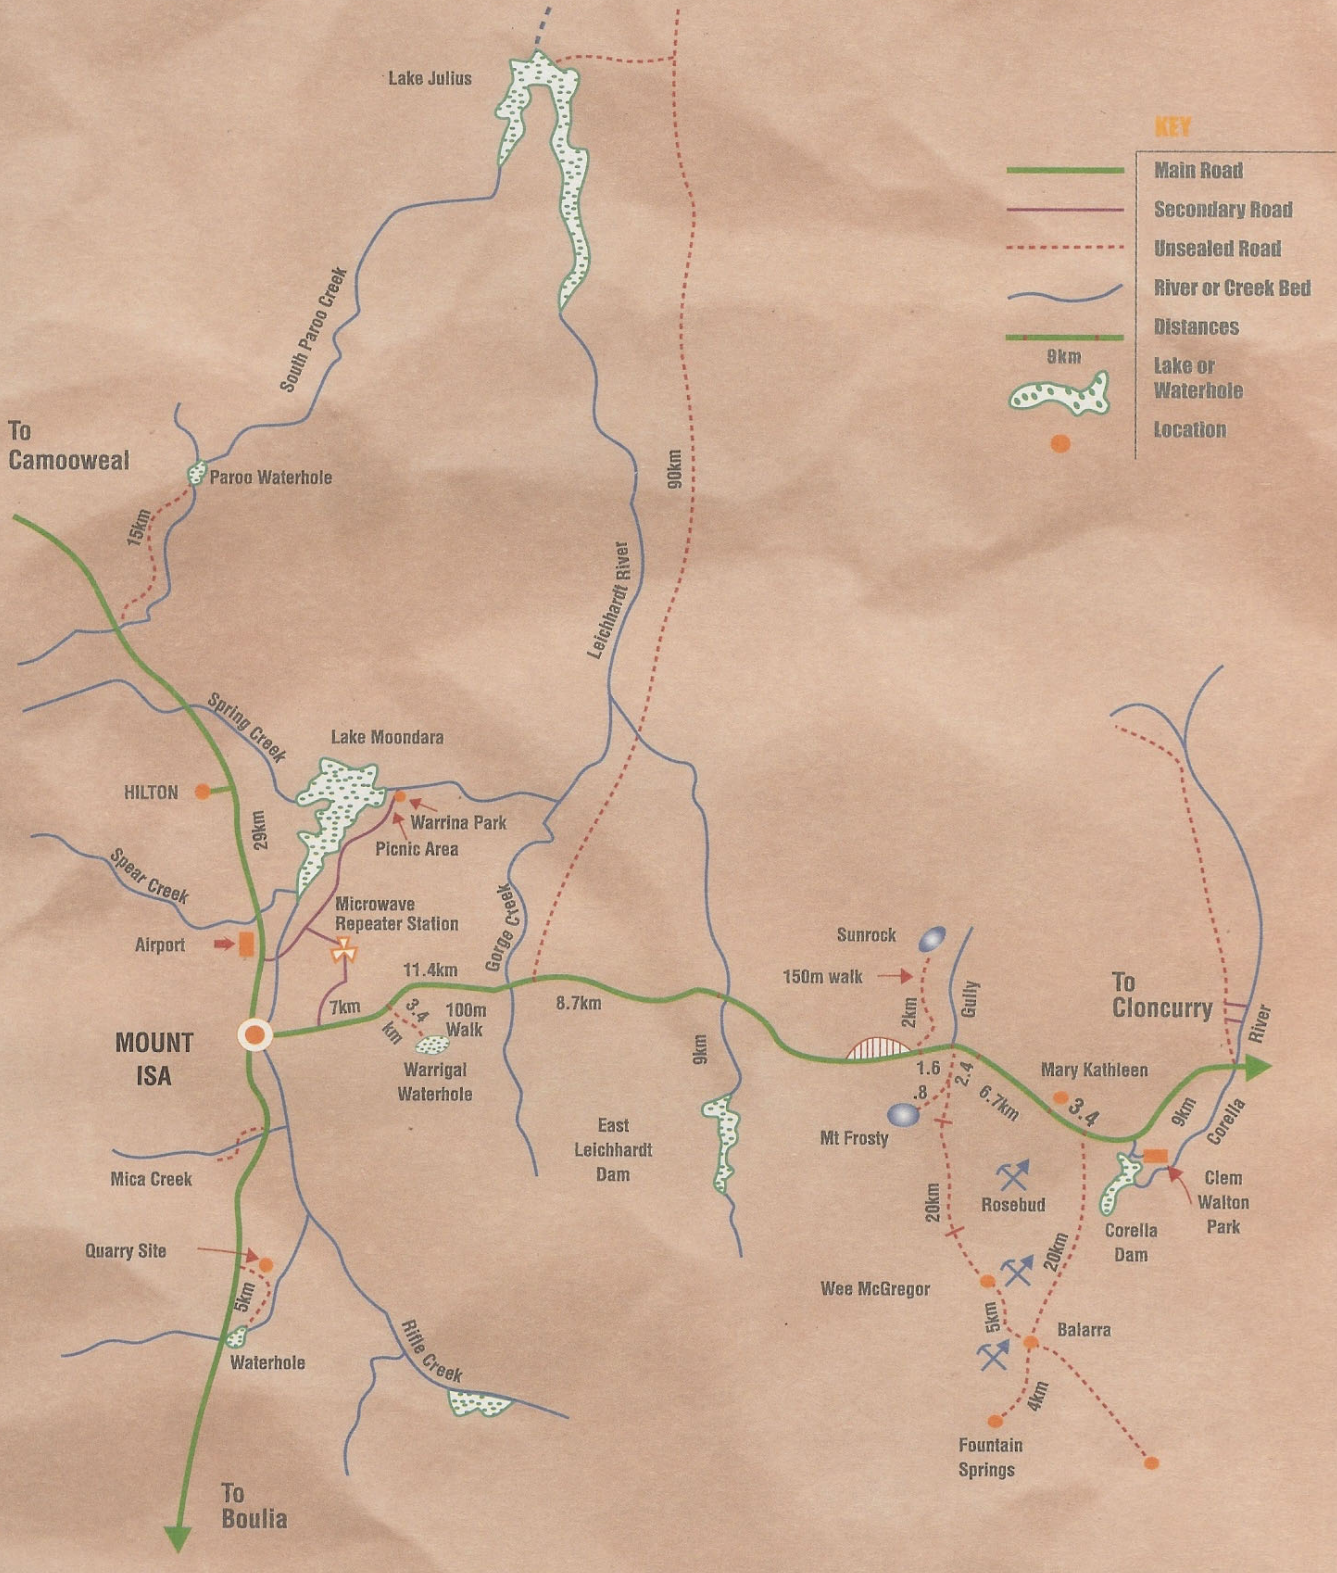 Lake Julius
KEY
Main Road
Secondary Road
Unsealed Road
River or Creek Bed
Distances
9km
Lake or
Waterhole
Location
South Paroo Creek
To
Camooweal
Paroo Waterhole
15km
90km
Leichhardt River
Spring Creek
Lake Moondara
HILTON
29km
Warrina Park
Picnic Area
Spear Creek
Microwave
Repeater Station
Airport
Gorge Creek
11.4km
7km
3.4
km
100m
Walk
8.7km
Warrigal
Waterhole
MOUNT
ISA
Sunrock
150m walk
2km
Gully
To
Cloncurry
River
9km
1.6
.8
2.4
6.7km
Mary Kathleen
3.4
9km
Corella
Mt Frosty
East
Leichhardt
Dam
Mica Creek
20km
Rosebud
20km
Clem
Walton
Park
Corella
Dam
Quarry Site
5km
Waterhole
Wee McGregor
5km
Balarra
Rifle Creek
4km
Fountain
Springs
To
Boulia